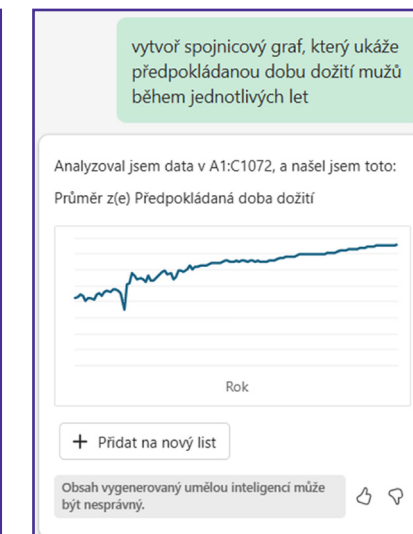 vytvoř spojnicový graf, který ukáže
předpokládanou dobu dožití mužů
během jednotlivých let
Analyzoval jsem data v A1:C1072, a našel jsem toto:
Průměr z(e) Předpokládaná doba dožití
Rok
+ Přidat na nový list
Obsah vygenerovaný umělou inteligencí může
být nesprávný.